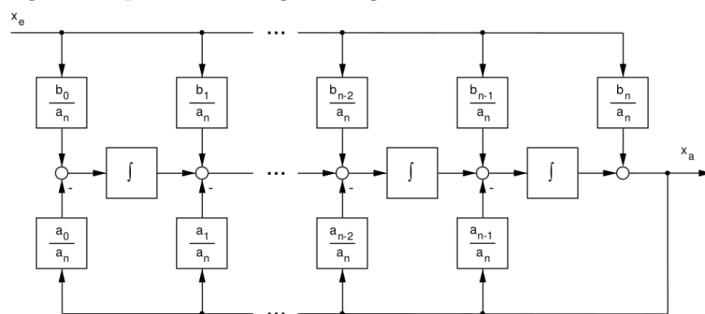 x_e
...
b_0/a_n b_1/a_n b_{n-2}/a_n b_{n-1}/a_n b_n/a_n
x_a
∫ ... ∫ ∫
- - - -
a_0/a_n a_1/a_n a_{n-2}/a_n a_{n-1}/a_n
...